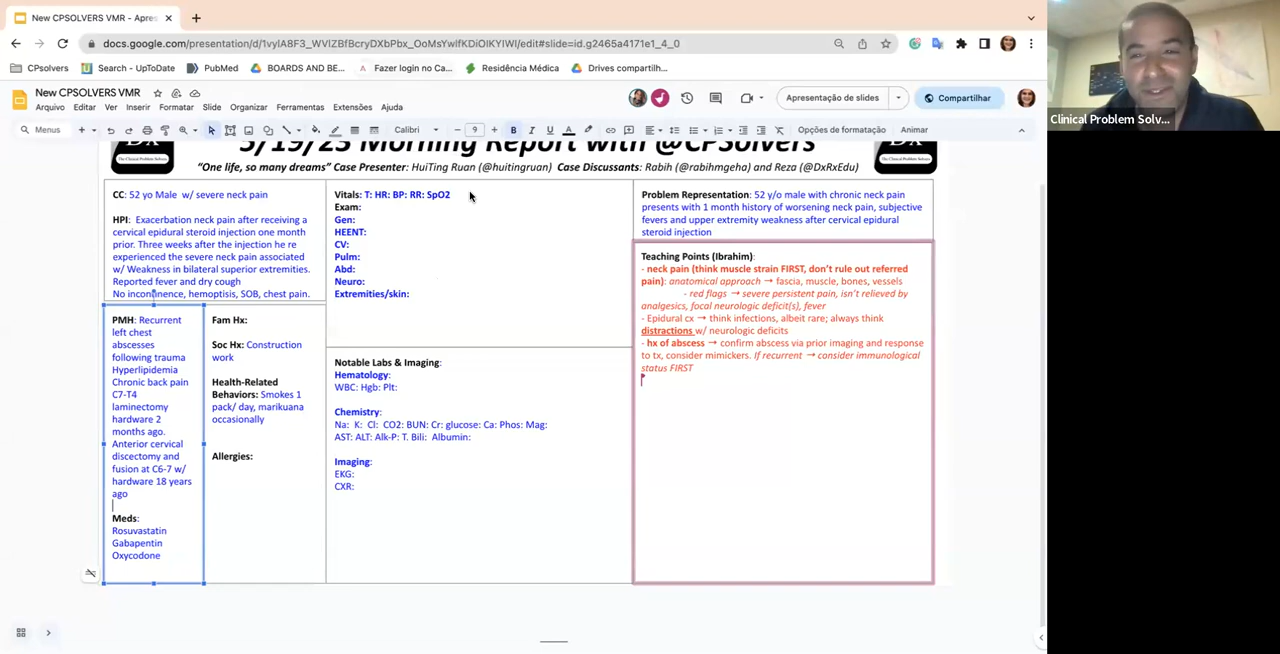 New CPSOLVERS VMR - Apres
docs.google.com/presentation/d/1vyIA8F3_WVIZBfBcryDXbPbx_OoMsYwlfKDiOlKYIWI/edit#slide=id.g2465a4171e1_4_0
CPsolvers
Search - UpToDate
PubMed
BOARDS AND BE...
Fazer login no Ca...
Residência Médica
Drives compartilh...
New CPSOLVERS VMR
Arquivo Editar Ver Inserir Formatar Slide Organizar Ferramentas Extensões Ajuda
Apresentação de slides
Compartilhar
Menus
Calibri
9
Opções de formatação
Animar
5/19/23 Morning Report with @CPSolvers
Dx
The Clinical Problem Solvers
“One life, so many dreams” Case Presenter: HuiTing Ruan (@huitingruan) Case Discussants: Rabih (@rabihmgeha) and Reza (@DxRxEdu)
Dx
The Clinical Problem Solvers
CC: 52 yo Male w/ severe neck pain
HPI: Exacerbation neck pain after receiving a
cervical epidural steroid injection one month
prior. Three weeks after the injection he re
experienced the severe neck pain associated
w/ Weakness in bilateral superior extremities.
Reported fever and dry cough
No incontinence, hemoptisis, SOB, chest pain.
PMH: Recurrent
left chest
abscesses
following trauma
Hyperlipidemia
Chronic back pain
C7-T4
laminectomy
hardware 2
months ago.
Anterior cervical
discectomy and
fusion at C6-7 w/
hardware 18 years
ago
Meds:
Rosuvastatin
Gabapentin
Oxycodone
Fam Hx:
Soc Hx: Construction
work
Health-Related
Behaviors: Smokes 1
pack/ day, marikuana
occasionally
Allergies:
Vitals: T: HR: BP: RR: SpO2
Exam:
Gen:
HEENT:
CV:
Pulm:
Abd:
Neuro:
Extremities/skin:
Notable Labs & Imaging:
Hematology:
WBC: Hgb: Plt:
Chemistry:
Na: K: Cl: CO2: BUN: Cr: glucose: Ca: Phos: Mag:
AST: ALT: Alk-P: T. Bili: Albumin:
Imaging:
EKG:
CXR:
Problem Representation: 52 y/o male with chronic neck pain
presents with 1 month history of worsening neck pain, subjective
fevers and upper extremity weakness after cervical epidural
steroid injection
Teaching Points (Ibrahim):
- neck pain (think muscle strain FIRST, don’t rule out referred
pain): anatomical approach → fascia, muscle, bones, vessels
- red flags → severe persistent pain, isn’t relieved by
analgesics, focal neurologic deficit(s), fever
- Epidural cx → think infections, albeit rare; always think
distractions w/ neurologic deficits
- hx of abscess → confirm abscess via prior imaging and response
to tx, consider mimickers. If recurrent → consider immunological
status FIRST
Clinical Problem Solv...